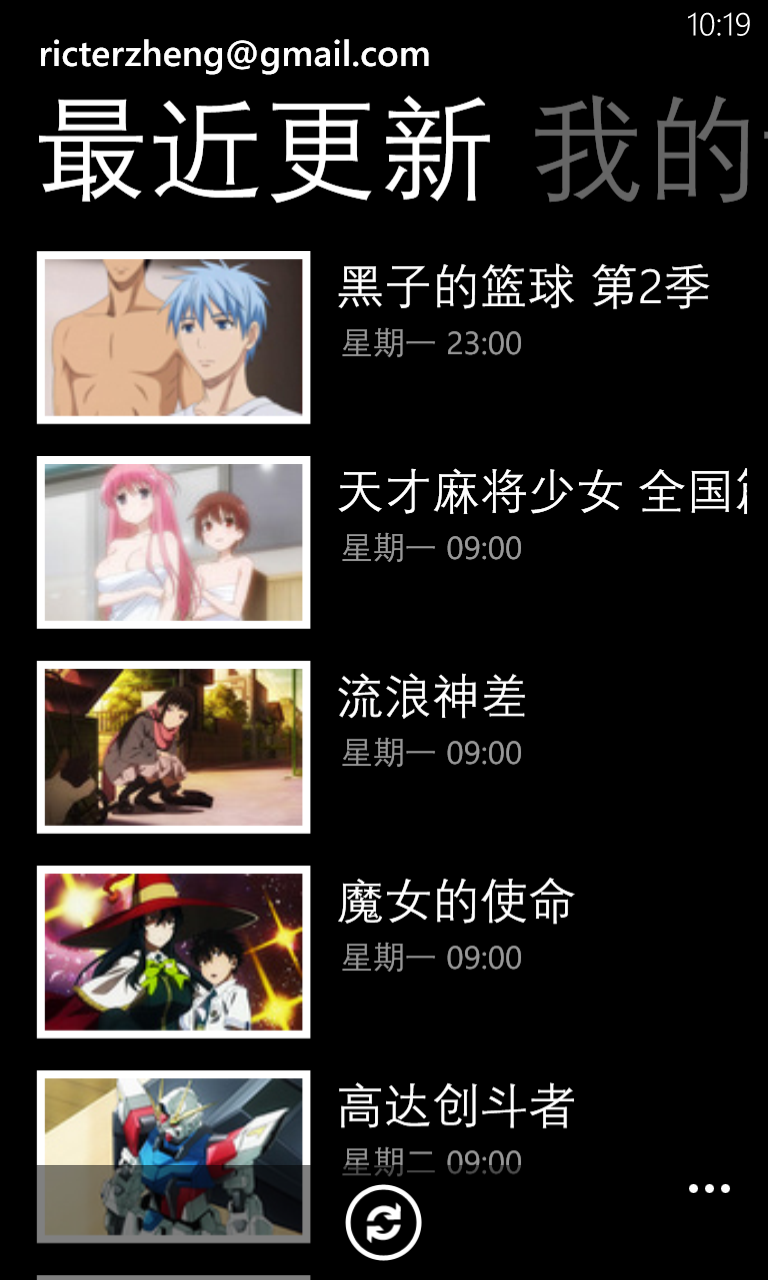 10:19
ricterzheng@gmail.com
最近更新 我的
黑子的篮球 第2季
星期一 23:00
天才麻将少女 全国
星期一 09:00
流浪神差
星期一 09:00
魔女的使命
星期一 09:00
高达创斗者
星期二 09:00